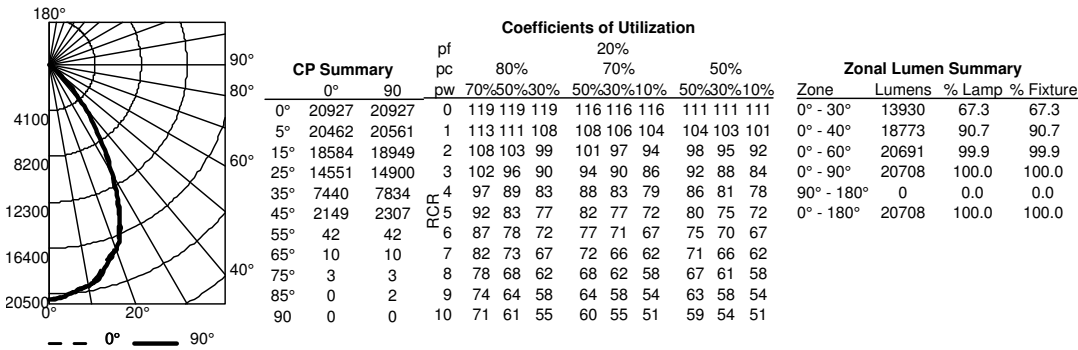 180°
90°
80°
60°
40°
20°
0°
4100
8200
12300
16400
20500
0° 90°
CP Summary
0° 90
0° 20927 20927
5° 20462 20561
15° 18584 18949
25° 14551 14900
35° 7440 7834
45° 2149 2307
55° 42 42
65° 10 10
75° 3 3
85° 0 2
90 0 0
Coefficients of Utilization
pf 20%
pc 80% 70% 50%
pw 70%50%30% 50%30%10% 50%30%10%
RCR
0 119 119 119 116 116 116 111 111 111
1 113 111 108 108 106 104 104 103 101
2 108 103 99 101 97 94 98 95 92
3 102 96 90 94 90 86 92 88 84
4 97 89 83 88 83 79 86 81 78
5 92 83 77 82 77 72 80 75 72
6 87 78 72 77 71 67 75 70 67
7 82 73 67 72 66 62 71 66 62
8 78 68 62 68 62 58 67 61 58
9 74 64 58 64 58 54 63 58 54
10 71 61 55 60 55 51 59 54 51
Zonal Lumen Summary
Zone Lumens % Lamp % Fixture
0° - 30° 13930 67.3 67.3
0° - 40° 18773 90.7 90.7
0° - 60° 20691 99.9 99.9
0° - 90° 20708 100.0 100.0
90° - 180° 0 0.0 0.0
0° - 180° 20708 100.0 100.0